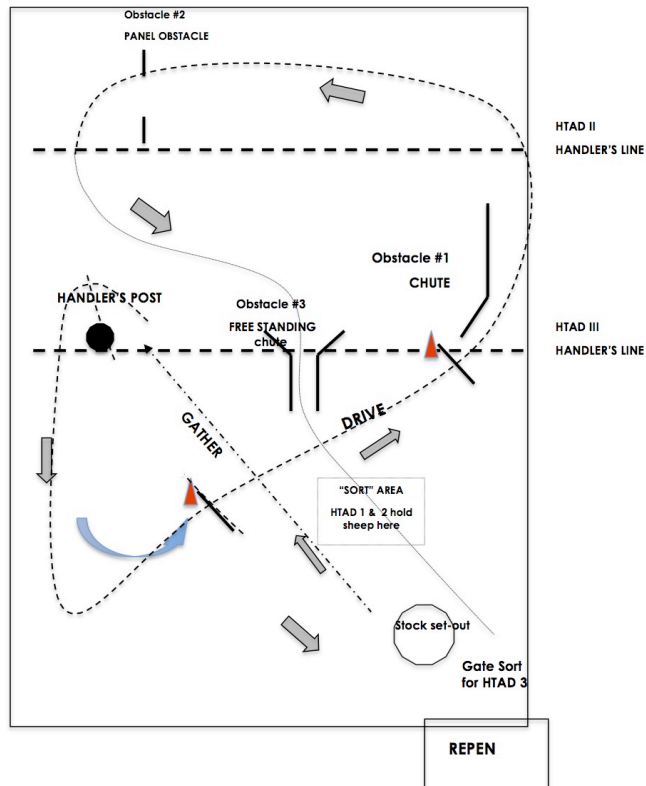 Obstacle #2
PANEL OBSTACLE
HTAD II
HANDLER'S LINE
Obstacle #1
CHUTE
HANDLER'S POST
Obstacle #3
FREE STANDING
chute
HTAD III
HANDLER'S LINE
GATHER
DRIVE
"SORT" AREA
HTAD 1 & 2 hold
sheep here
Stock set-out
Gate Sort
for HTAD 3
REPEN